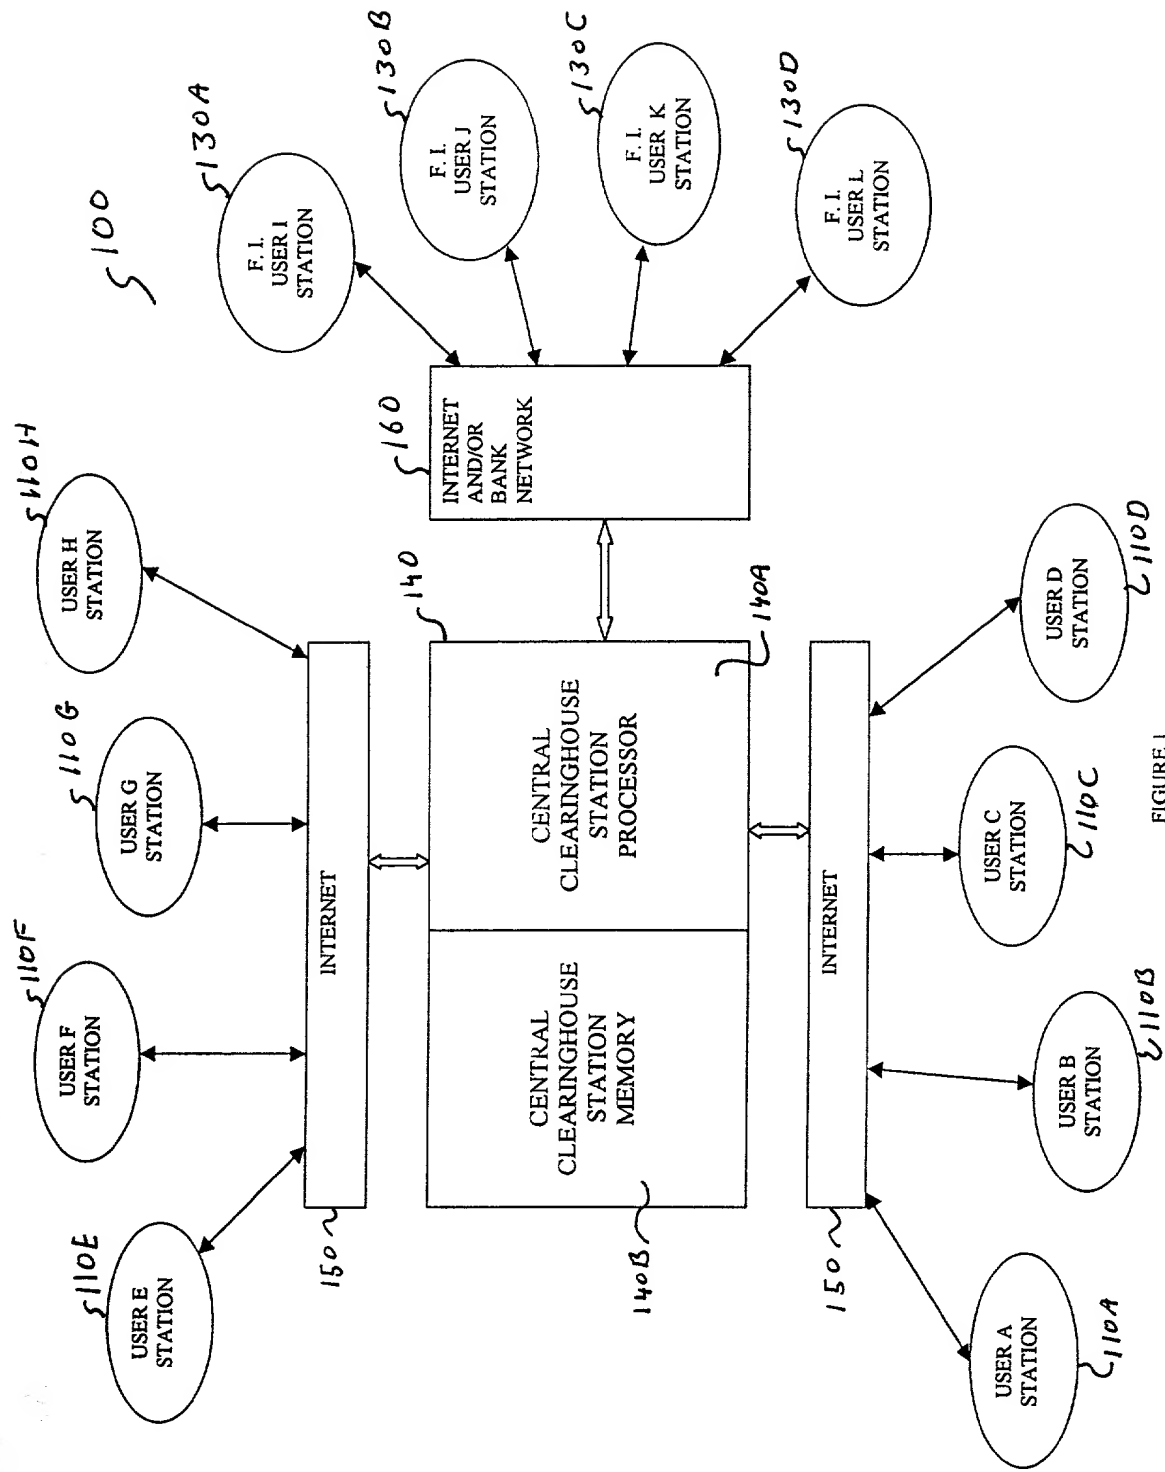 100
110E
USER E
STATION
110F
USER F
STATION
110G
USER G
STATION
110H
USER H
STATION
130A
F. I.
USER I
STATION
130B
F. I.
USER J
STATION
130C
F. I.
USER K
STATION
130D
F. I.
USER L
STATION
150
INTERNET
140
CENTRAL
CLEARINGHOUSE
STATION
MEMORY
140B
CENTRAL
CLEARINGHOUSE
STATION
PROCESSOR
140A
160
INTERNET
AND/OR
BANK
NETWORK
150
INTERNET
USER A
STATION
110A
USER B
STATION
110B
USER C
STATION
110C
USER D
STATION
110D
FIGURE 1